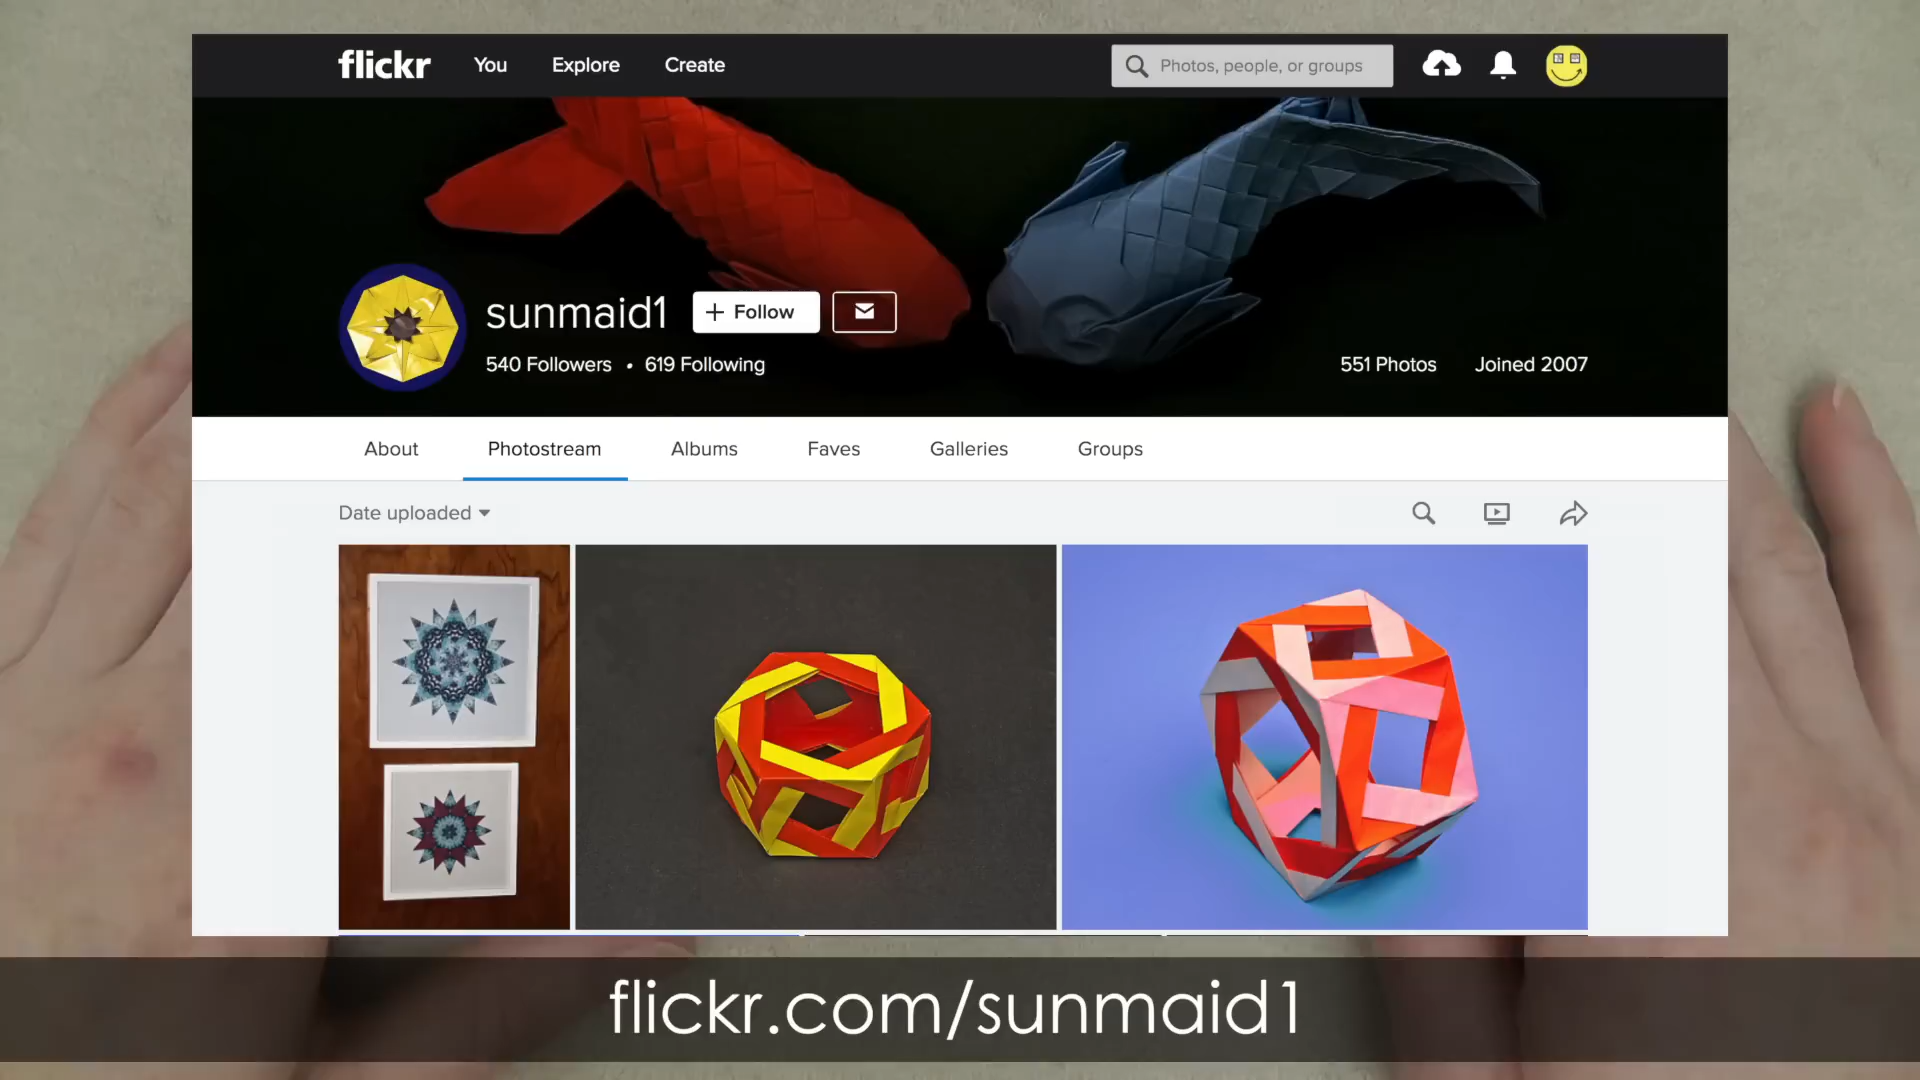 flickr You Explore Create Photos, people, or groups
sunmaid1 + Follow
540 Followers • 619 Following 551 Photos Joined 2007
About Photostream Albums Faves Galleries Groups
Date uploaded
flickr.com/sunmaid1